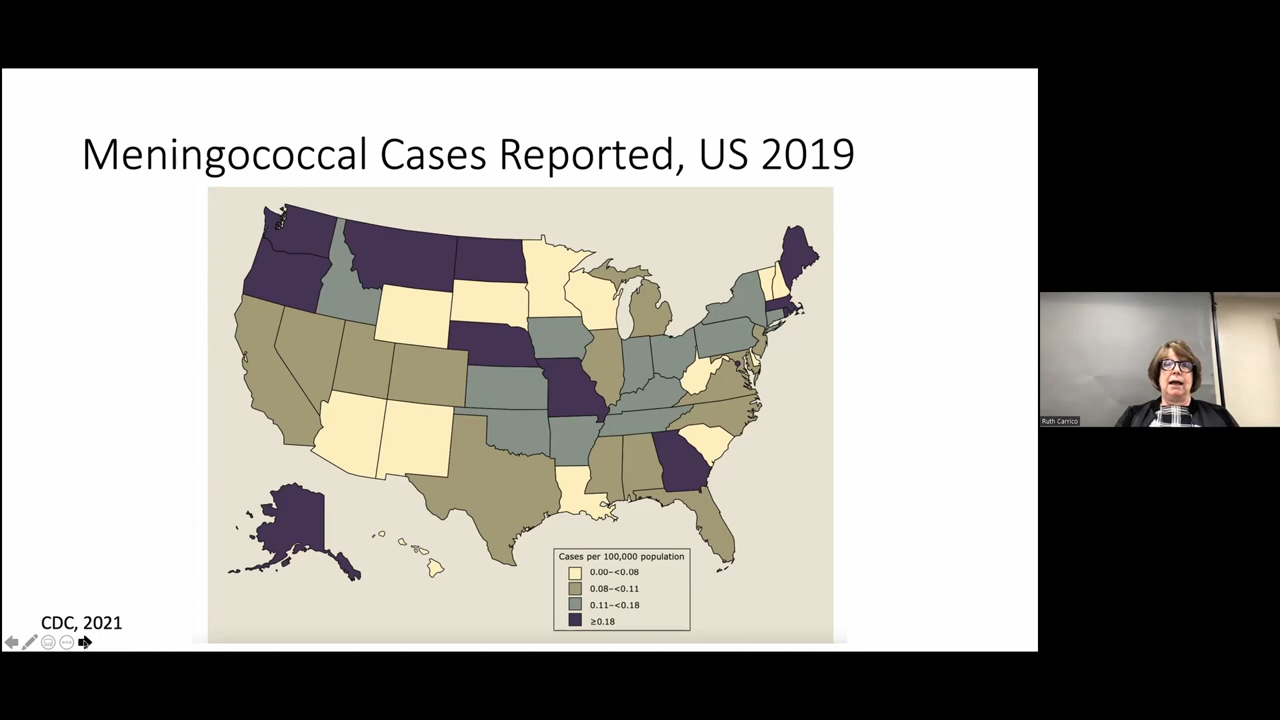 Meningococcal Cases Reported, US 2019
Cases per 100,000 population
0.00–<0.08
0.08–<0.11
0.11–<0.18
≥0.18
CDC, 2021
Ruth Carrico